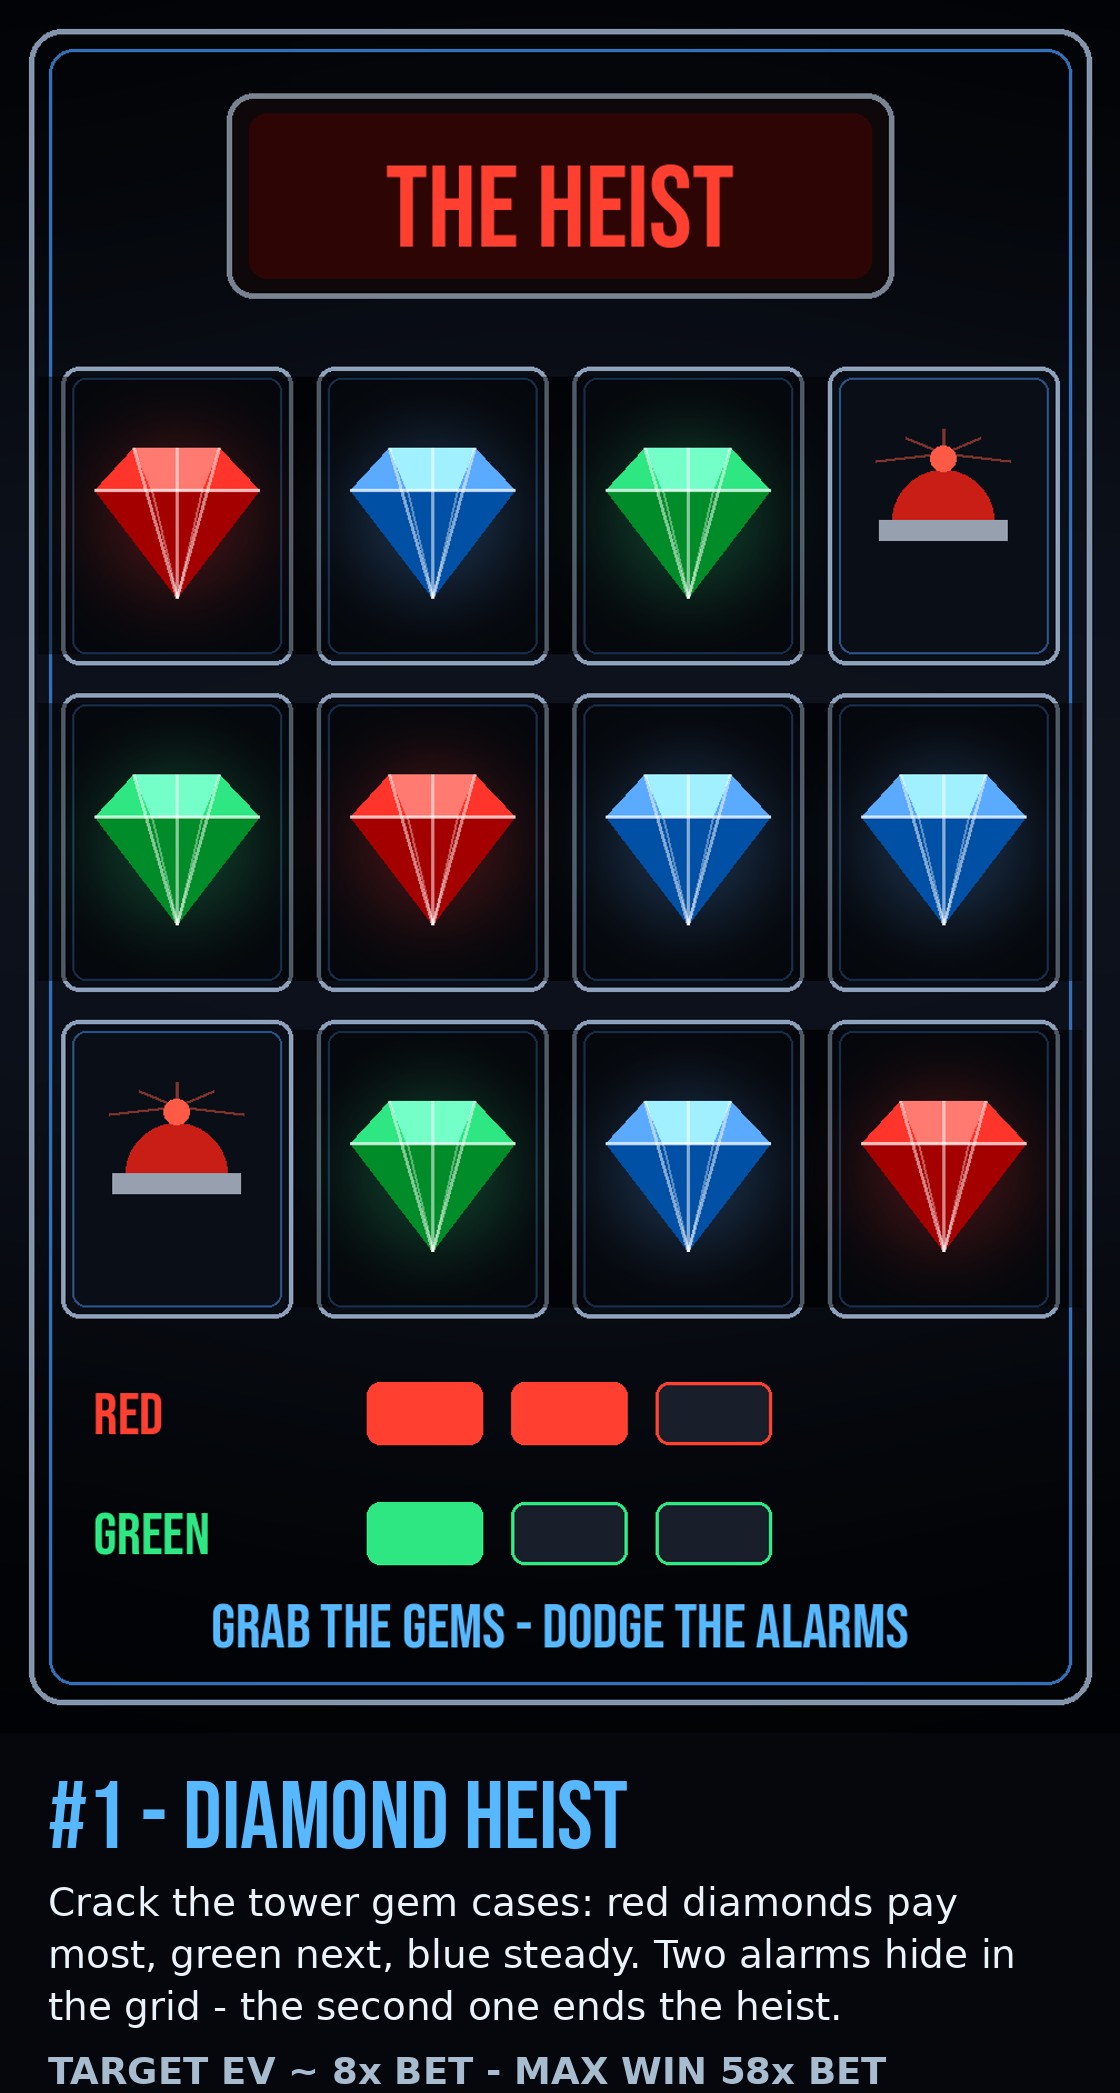 THE HEIST
RED
GREEN
GRAB THE GEMS - DODGE THE ALARMS
#1 - DIAMOND HEIST
Crack the tower gem cases: red diamonds pay
most, green next, blue steady. Two alarms hide in
the grid - the second one ends the heist.
TARGET EV ~ 8x BET - MAX WIN 58x BET